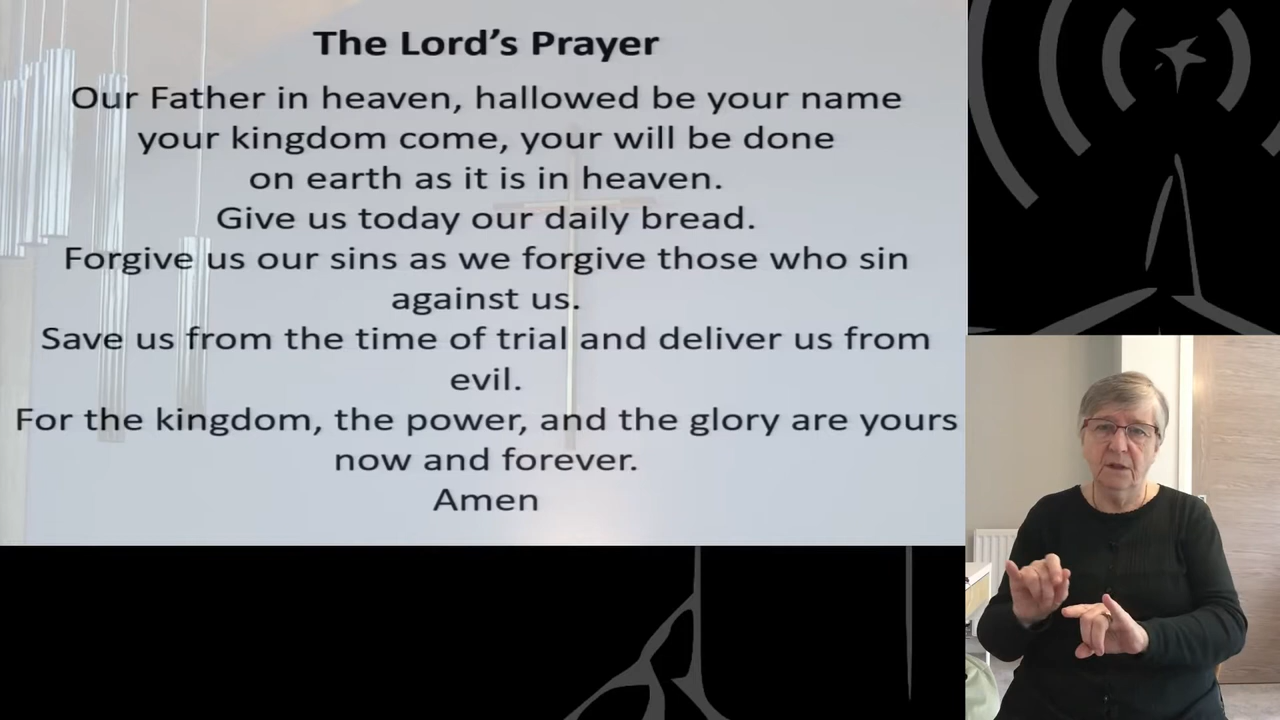 The Lord's Prayer
Our Father in heaven, hallowed be your name
your kingdom come, your will be done
on earth as it is in heaven.
Give us today our daily bread.
Forgive us our sins as we forgive those who sin
against us.
Save us from the time of trial and deliver us from
evil.
For the kingdom, the power, and the glory are yours
now and forever.
Amen